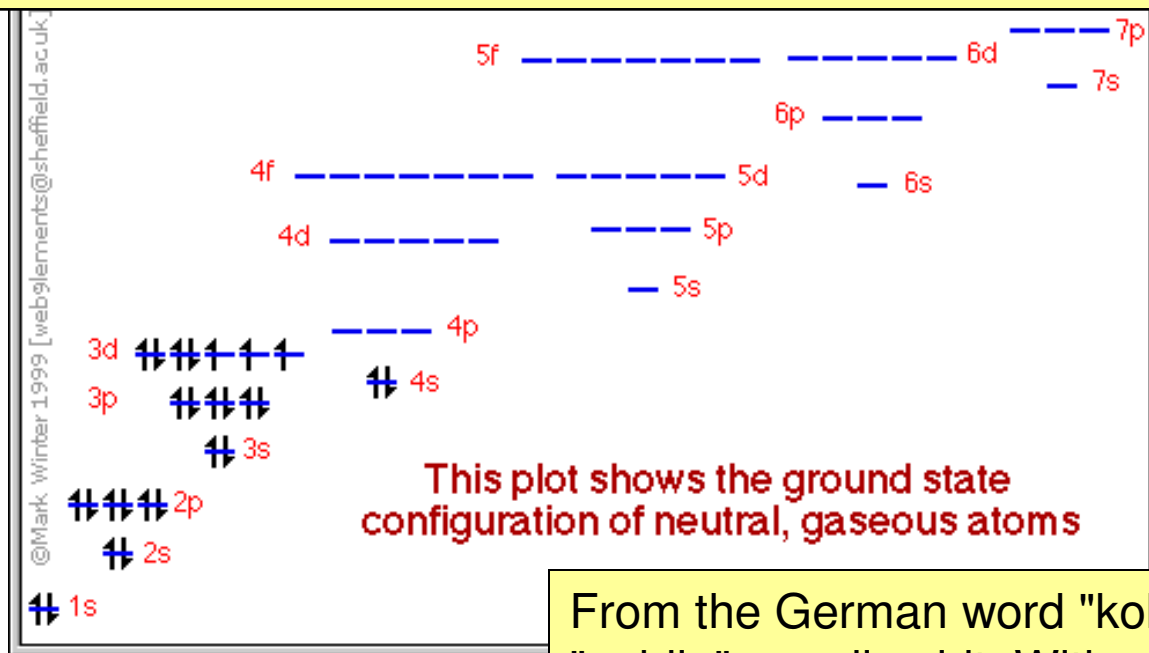 ©Mark Winter 1999 [web9lements@sheffield.ac.uk]
7p
5f
6d
7s
6p
4f
5d
6s
4d
5p
5s
4p
3d
4s
3p
3s
2p
2s
1s
This plot shows the ground state
configuration of neutral, gaseous atoms
From the German word "kol